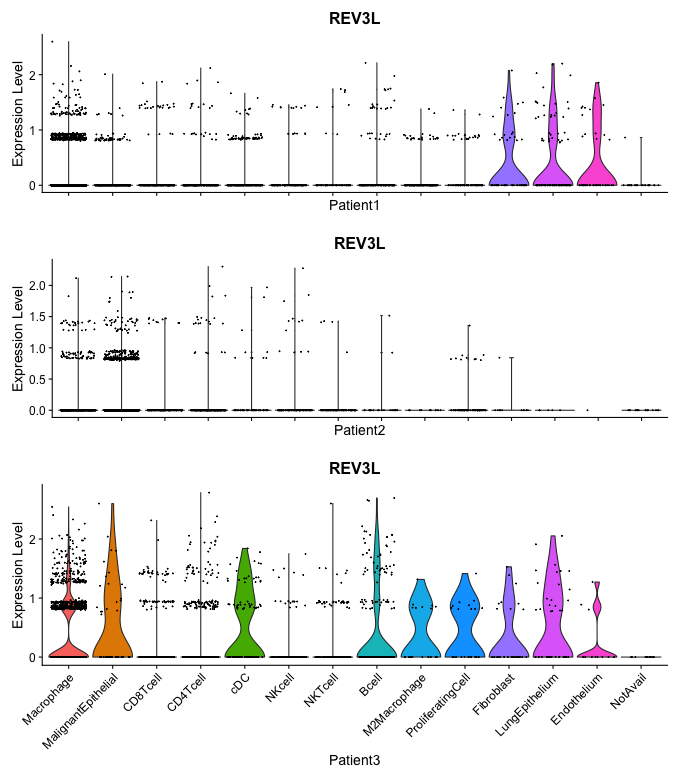 REV3L
Expression Level
2
1
0
Patient1
REV3L
Expression Level
2.0
1.5
1.0
0.5
0.0
Patient2
REV3L
Expression Level
2
1
0
Macrophage
MalignantEpithelial
CD8Tcell
CD4Tcell
cDC
NKcell
NKTcell
Bcell
M2Macrophage
ProliferatingCell
Fibroblast
LungEpithelium
Endothelium
NotAvail
Patient3